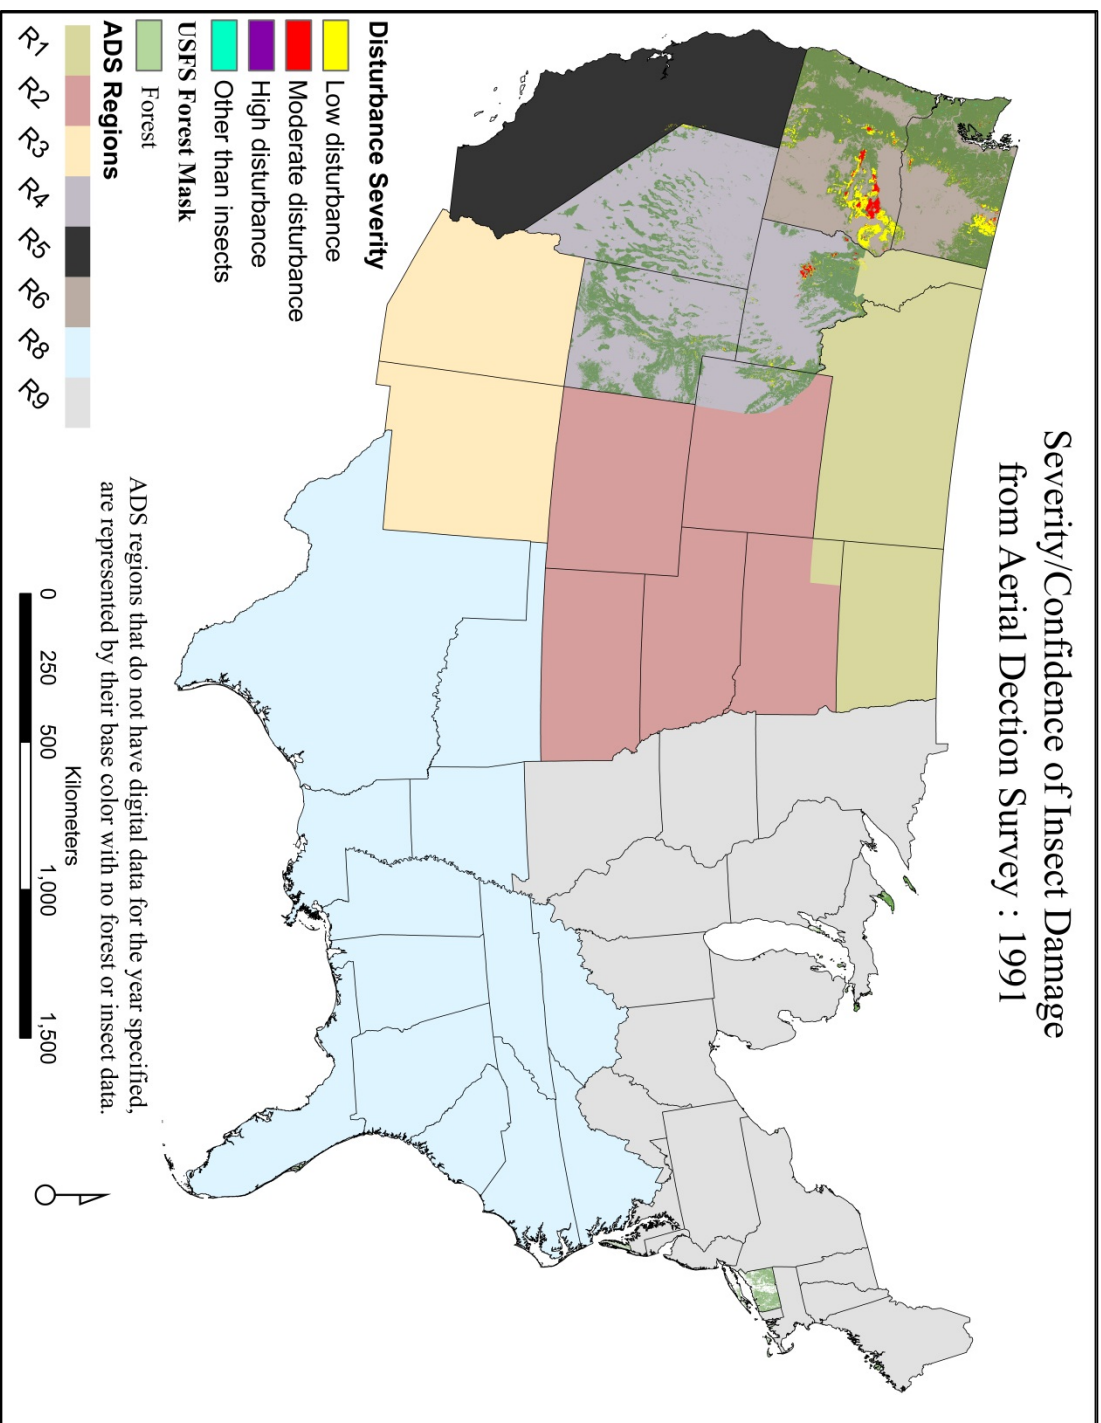 Severity/Confidence of Insect Damage
from Aerial Dection Survey : 1991
Disturbance Severity
Low disturbance
Moderate disturbance
High disturbance
Other than insects
USFS Forest Mask
Forest
ADS Regions
R1
R2
R3
R4
R5
R6
R8
R9
ADS regions that do not have digital data for the year specified,
are represented by their base color with no forest or insect data.
0 250 500 1,000 1,500
Kilometers